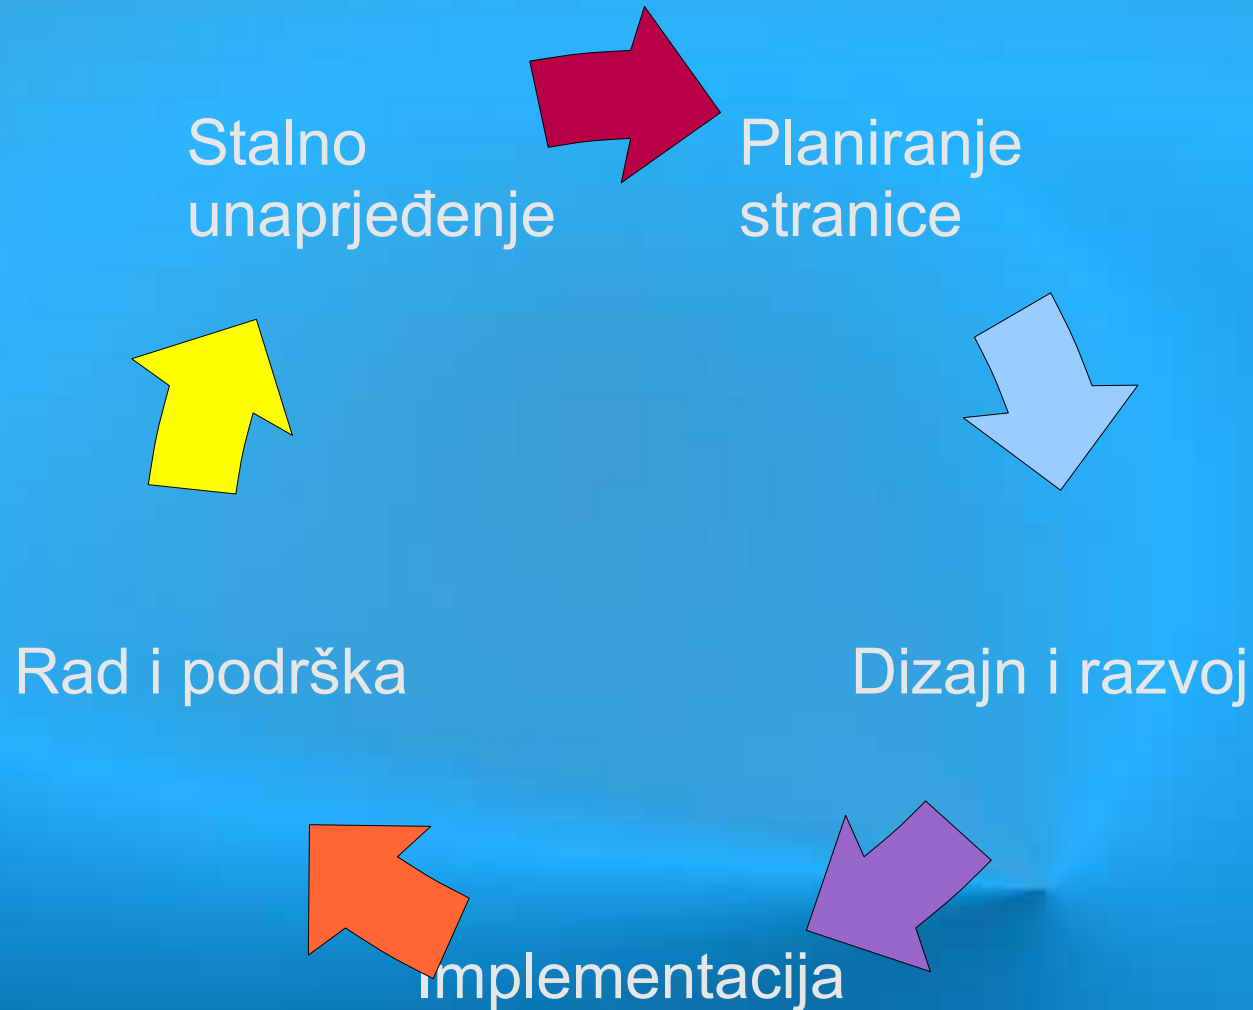 Stalno
unaprjeđenje
Planiranje
stranice
Rad i podrška
Dizajn i razvoj
Implementacija